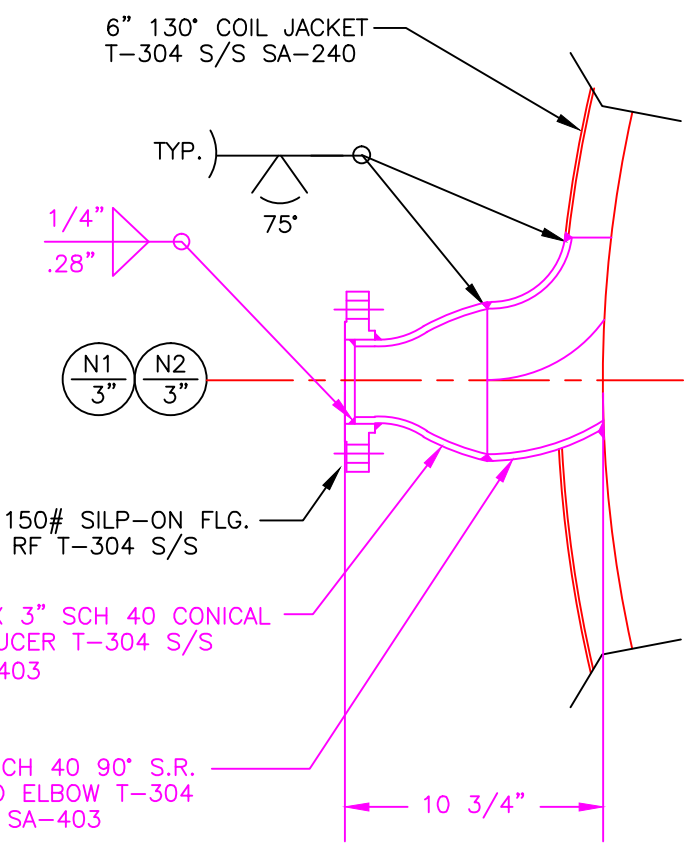 6” 130° COIL JACKET
T-304 S/S SA-240
TYP.
75°
1/4”
.28”
N1
3”
N2
3”
150# SILP-ON FLG.
RF T-304 S/S
X 3” SCH 40 CONICAL
UCER T-304 S/S
403
CH 40 90° S.R.
ELBOW T-304
SA-403
10 3/4”